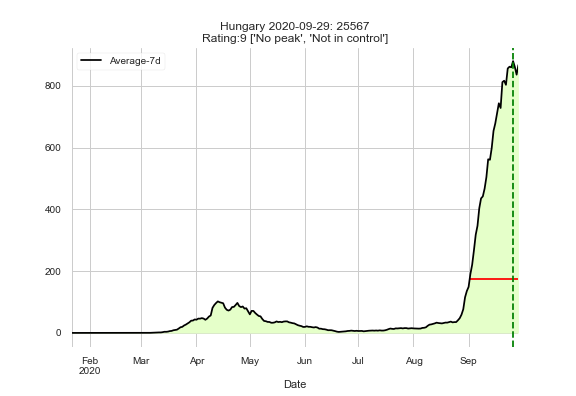 Hungary 2020-09-29: 25567
Rating:9 ['No peak', 'Not in control']
Average-7d
800
600
400
200
0
Feb Mar Apr May Jun Jul Aug Sep
2020
Date